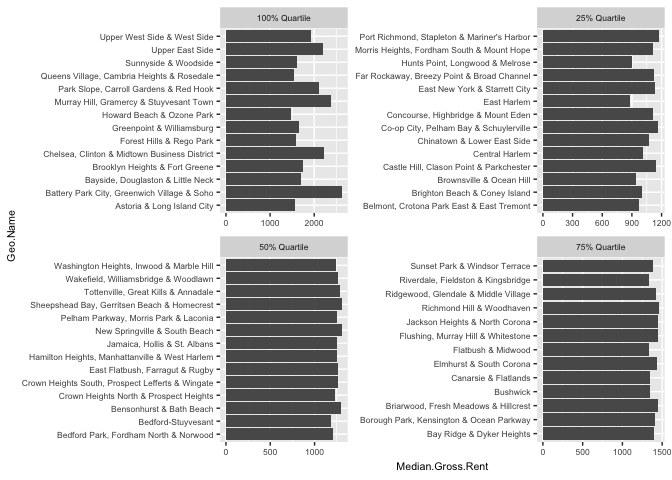 100% Quartile
Upper West Side & West Side
Upper East Side
Sunnyside & Woodside
Queens Village, Cambria Heights & Rosedale
Park Slope, Carroll Gardens & Red Hook
Murray Hill, Gramercy & Stuyvesant Town
Howard Beach & Ozone Park
Greenpoint & Williamsburg
Forest Hills & Rego Park
Chelsea, Clinton & Midtown Business District
Brooklyn Heights & Fort Greene
Bayside, Douglaston & Little Neck
Battery Park City, Greenwich Village & Soho
Astoria & Long Island City
0 1000 2000
25% Quartile
Port Richmond, Stapleton & Mariner's Harbor
Morris Heights, Fordham South & Mount Hope
Hunts Point, Longwood & Melrose
Far Rockaway, Breezy Point & Broad Channel
East New York & Starrett City
East Harlem
Concourse, Highbridge & Mount Eden
Co-op City, Pelham Bay & Schuylerville
Chinatown & Lower East Side
Central Harlem
Castle Hill, Clason Point & Parkchester
Brownsville & Ocean Hill
Brighton Beach & Coney Island
Belmont, Crotona Park East & East Tremont
0 300 600 900 1200
Geo.Name
50% Quartile
Washington Heights, Inwood & Marble Hill
Wakefield, Williamsbridge & Woodlawn
Tottenville, Great Kills & Annadale
Sheepshead Bay, Gerritsen Beach & Homecrest
Pelham Parkway, Morris Park & Laconia
New Springville & South Beach
Jamaica, Hollis & St. Albans
Hamilton Heights, Manhattanville & West Harlem
East Flatbush, Farragut & Rugby
Crown Heights South, Prospect Lefferts & Wingate
Crown Heights North & Prospect Heights
Bensonhurst & Bath Beach
Bedford-Stuyvesant
Bedford Park, Fordham North & Norwood
0 500 1000
75% Quartile
Sunset Park & Windsor Terrace
Riverdale, Fieldston & Kingsbridge
Ridgewood, Glendale & Middle Village
Richmond Hill & Woodhaven
Jackson Heights & North Corona
Flushing, Murray Hill & Whitestone
Flatbush & Midwood
Elmhurst & South Corona
Canarsie & Flatlands
Bushwick
Briarwood, Fresh Meadows & Hillcrest
Borough Park, Kensington & Ocean Parkway
Bay Ridge & Dyker Heights
0 500 1000 1500
Median.Gross.Rent